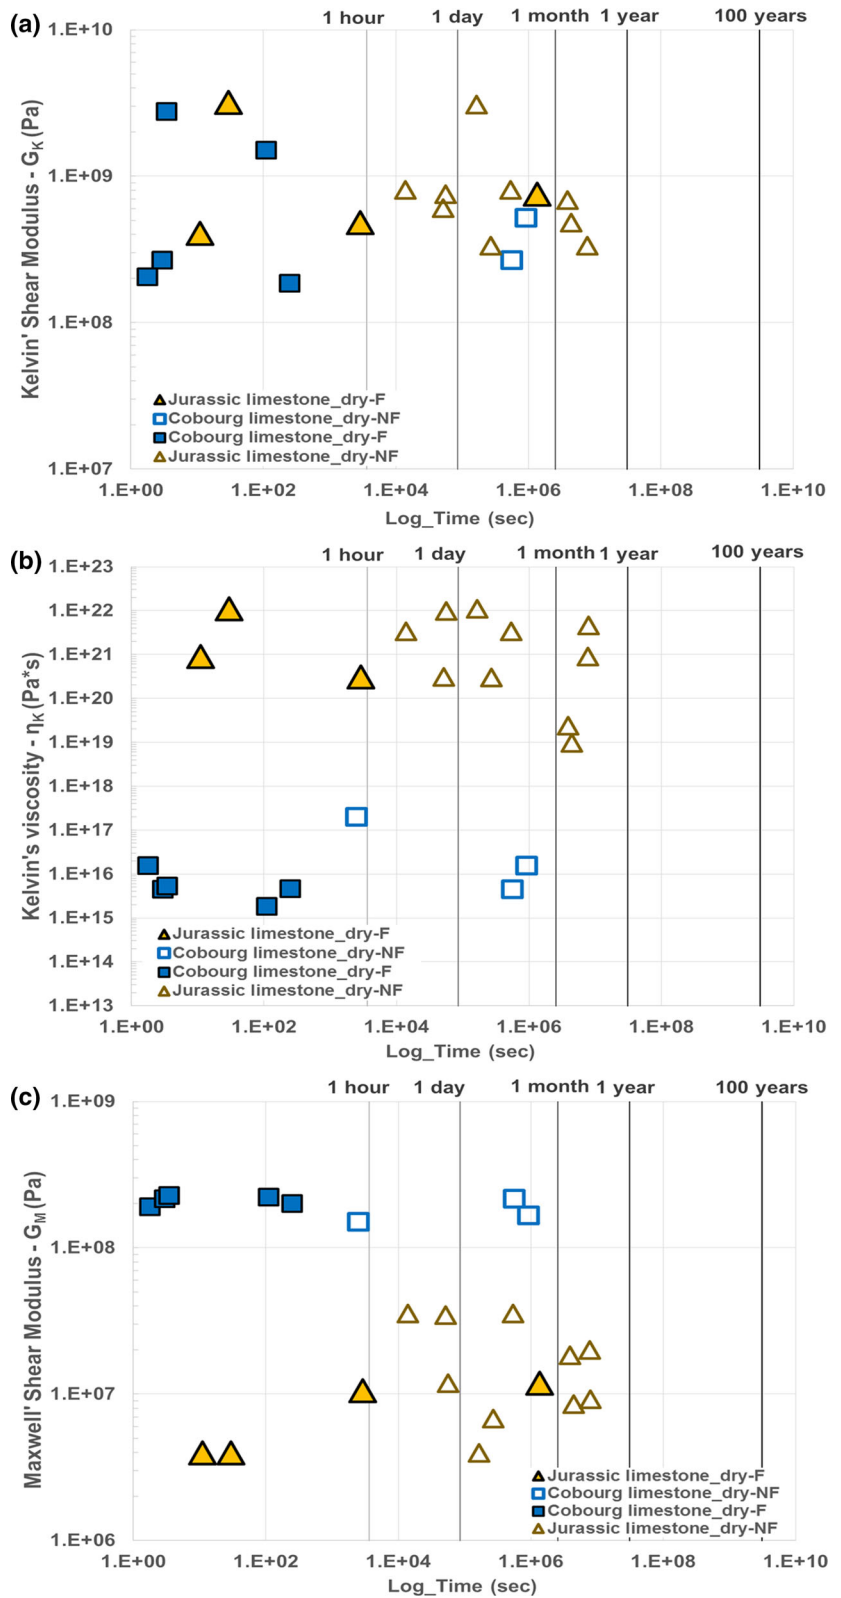 (a)
1 hour 1 day 1 month 1 year 100 years
1.E+10
1.E+09
1.E+08
1.E+07
Kelvin' Shear Modulus - GK (Pa)
Jurassic limestone_dry-F
Cobourg limestone_dry-NF
Cobourg limestone_dry-F
Jurassic limestone_dry-NF
1.E+00 1.E+02 1.E+04 1.E+06 1.E+08 1.E+10
Log_Time (sec)
(b)
1 hour 1 day 1 month 1 year 100 years
1.E+23
1.E+22
1.E+21
1.E+20
1.E+19
1.E+18
1.E+17
1.E+16
1.E+15
1.E+14
1.E+13
Kelvin's viscosity - ηK (Pa*s)
Jurassic limestone_dry-F
Cobourg limestone_dry-NF
Cobourg limestone_dry-F
Jurassic limestone_dry-NF
1.E+00 1.E+02 1.E+04 1.E+06 1.E+08 1.E+10
Log_Time (sec)
(c)
1 hour 1 day 1 month 1 year 100 years
1.E+09
1.E+08
1.E+07
1.E+06
Maxwell' Shear Modulus - GM (Pa)
Jurassic limestone_dry-F
Cobourg limestone_dry-NF
Cobourg limestone_dry-F
Jurassic limestone_dry-NF
1.E+00 1.E+02 1.E+04 1.E+06 1.E+08 1.E+10
Log_Time (sec)